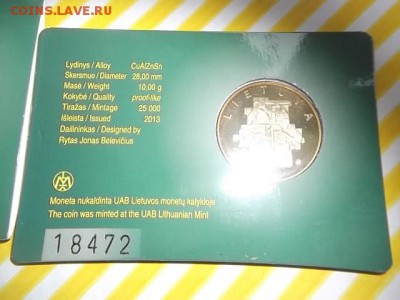 COINS.LAVE.RU
Lydinys / Alloy CuAlZnSn
Skersmuo / Diameter 28,00 mm
Masė / Weight 10,00 g
Kokybė / Quality proof-like
Tiražas / Mintage 25 000
Išleista / Issued 2013
Dailininkas / Designed by
Rytas Jonas Belevičius
LIETUVA
Moneta nukaldinta UAB Lietuvos monetų kalykloje
The coin was minted at the UAB Lithuanian Mint
18472